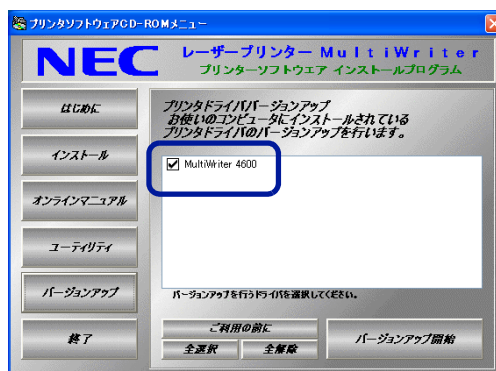 プリンタソフトウェアCD-ROMメニュー
NEC
レーザープリンター MultiWriter
プリンターソフトウエア インストールプログラム
はじめに
インストール
オンラインマニュアル
ユーティリティ
バージョンアップ
終了
プリンタドライババージョンアップ
お使いのコンピュータにインストールされている
プリンタドライバのバージョンアップを行います。
MultiWriter 4600
バージョンアップを行うドライバを選択してください。
ご利用の前に
全選択
全解除
バージョンアップ開始